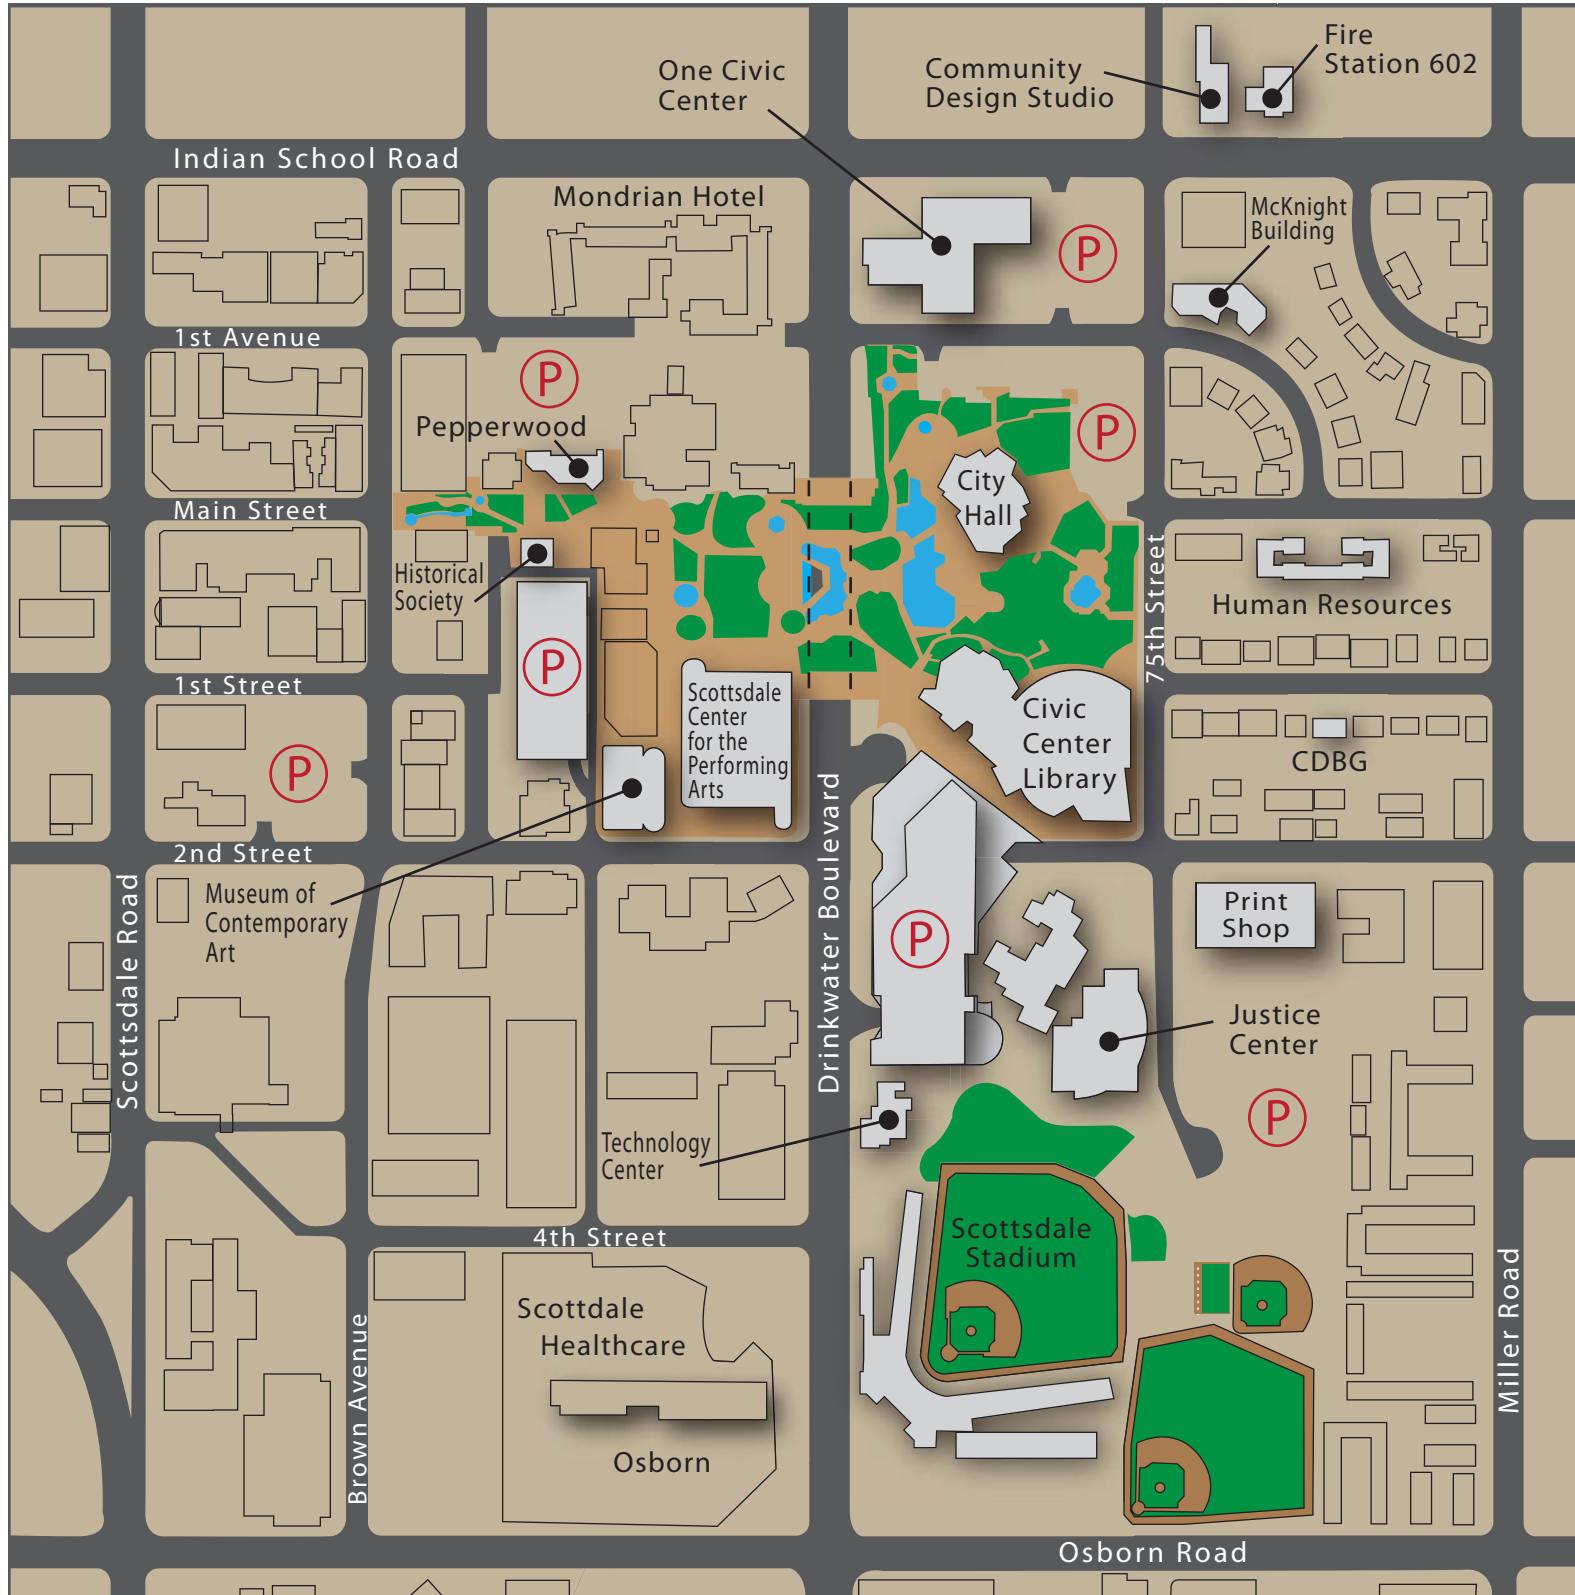 Fire
Station 602
One Civic
Center
Community
Design Studio
Indian School Road
Mondrian Hotel
McKnight
Building
P
1st Avenue
P
Pepperwood
P
City
Hall
Main Street
75th Street
Historical
Society
Human Resources
P
1st Street
Scottsdale
Center
for the
Performing
Arts
Civic
Center
Library
CDBG
P
Drinkwater Boulevard
2nd Street
Scottsdale Road
Museum of
Contemporary
Art
Print
Shop
P
Justice
Center
P
Technology
Center
4th Street
Scottsdale
Stadium
Scottdale
Healthcare
Osborn
Brown Avenue
Miller Road
Osborn Road